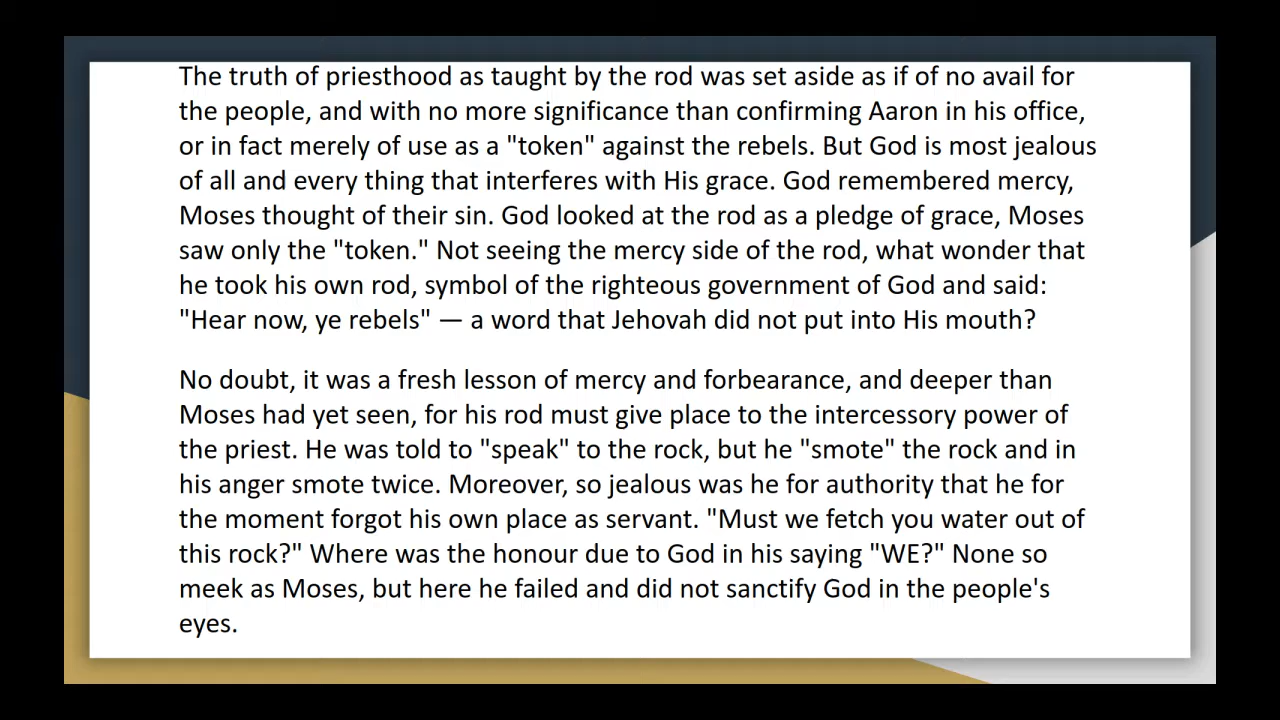 The truth of priesthood as taught by the rod was set aside as if of no avail for
the people, and with no more significance than confirming Aaron in his office,
or in fact merely of use as a "token" against the rebels. But God is most jealous
of all and every thing that interferes with His grace. God remembered mercy,
Moses thought of their sin. God looked at the rod as a pledge of grace, Moses
saw only the "token." Not seeing the mercy side of the rod, what wonder that
he took his own rod, symbol of the righteous government of God and said:
"Hear now, ye rebels" — a word that Jehovah did not put into His mouth?
No doubt, it was a fresh lesson of mercy and forbearance, and deeper than
Moses had yet seen, for his rod must give place to the intercessory power of
the priest. He was told to "speak" to the rock, but he "smote" the rock and in
his anger smote twice. Moreover, so jealous was he for authority that he for
the moment forgot his own place as servant. "Must we fetch you water out of
this rock?" Where was the honour due to God in his saying "WE?" None so
meek as Moses, but here he failed and did not sanctify God in the people's
eyes.